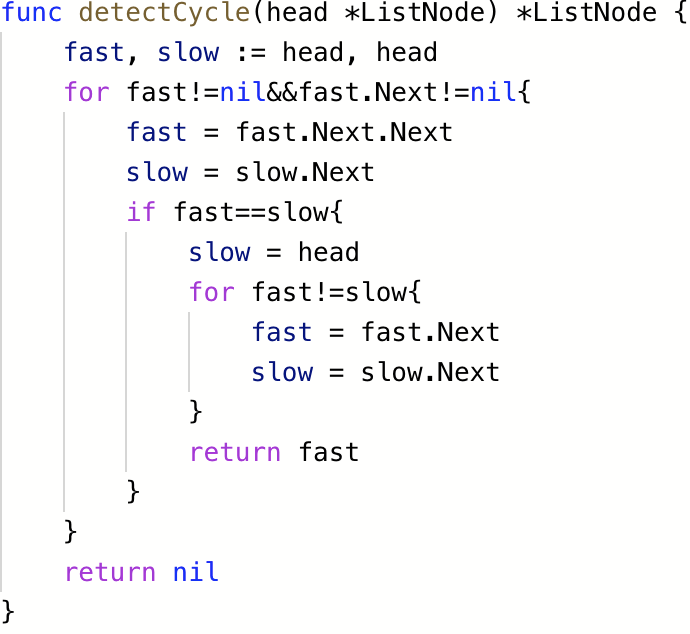 func detectCycle(head *ListNode) *ListNode {
    fast, slow := head, head
    for fast!=nil&&fast.Next!=nil{
        fast = fast.Next.Next
        slow = slow.Next
        if fast==slow{
            slow = head
            for fast!=slow{
                fast = fast.Next
                slow = slow.Next
            }
            return fast
        }
    }
    return nil
}